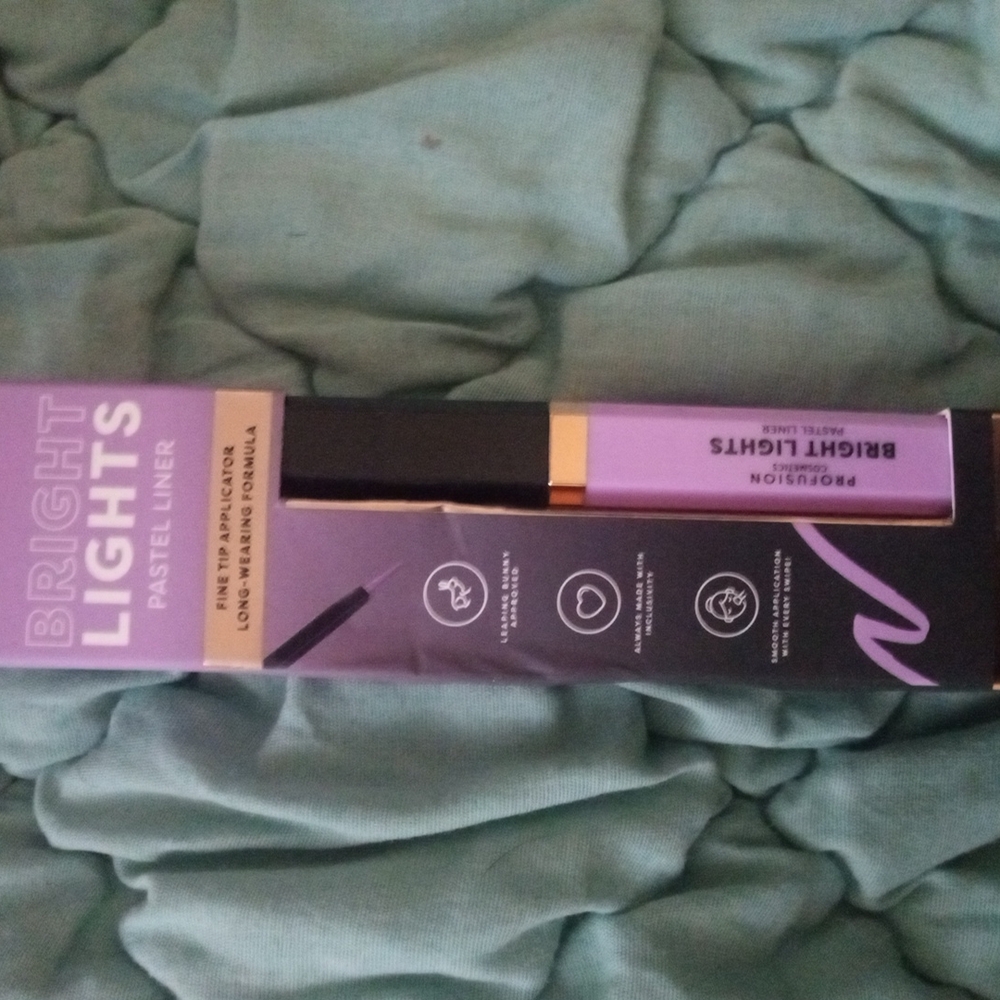 BRIGHT
LIGHTS
PASTEL LINER
FINE TIP APPLICATOR
LONG-WEARING FORMULA
PROFUSION
COSMETICS
BRIGHT LIGHTS
PASTEL LINER
LEAPING BUNNY
APPROVED
ALWAYS MADE WITH
INCLUSIVITY
SMOOTH APPLICATION
WITH EVERY SWIPE!